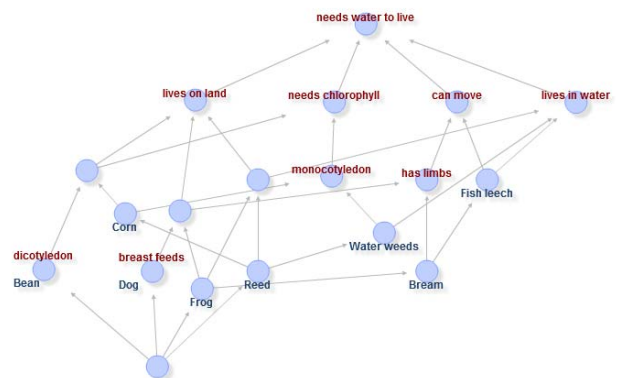 needs water to live
lives on land
needs chlorophyll
can move
lives in water
monocotyledon
has limbs
Fish leech
Corn
Water weeds
dicotyledon
Bean
breast feeds
Dog
Frog
Reed
Bream